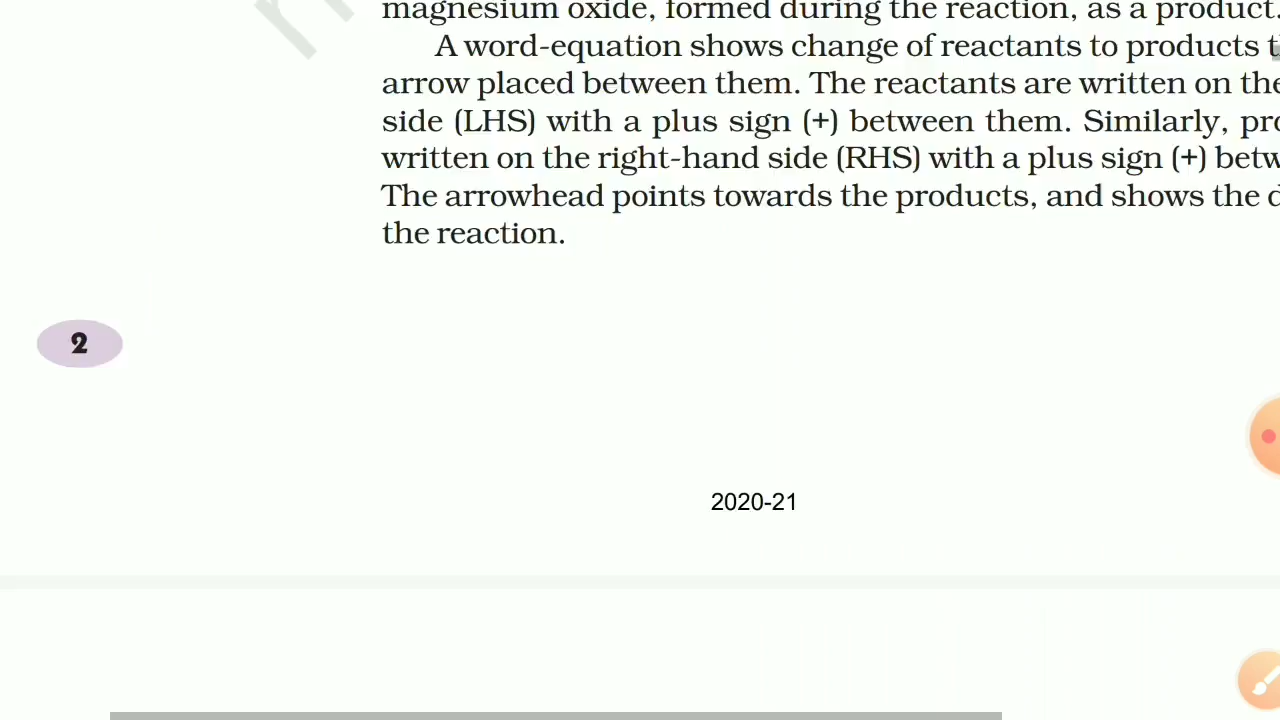 magnesium oxide, formed during the reaction, as a product.
A word-equation shows change of reactants to products
arrow placed between them. The reactants are written on the
side (LHS) with a plus sign (+) between them. Similarly,
written on the right-hand side (RHS) with a plus sign (+)
The arrowhead points towards the products, and shows the
the reaction.
2
2020-21